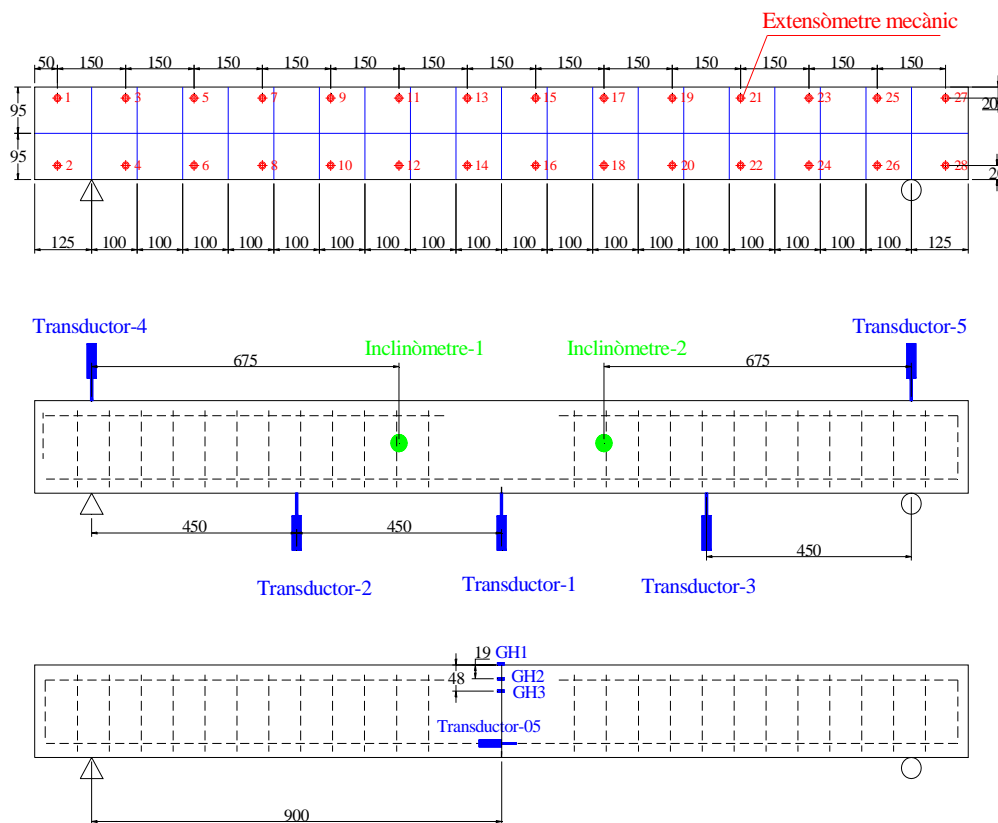 Extensòmetre mecànic
50 150 150 150 150 150 150 150 150 150 150 150 150 150
1 3 5 7 9 11 13 15 17 19 21 23 25 27
95 20
95
2 4 6 8 10 12 14 16 18 20 22 24 26 28
125 100 100 100 100 100 100 100 100 100 100 100 100 100 100 100 100 100 100 125
Transductor-4 Transductor-5
Inclinòmetre-1 Inclinòmetre-2
675 675
450 450 450
Transductor-2 Transductor-1 Transductor-3
19 GH1
48 GH2
GH3
Transductor-05
900